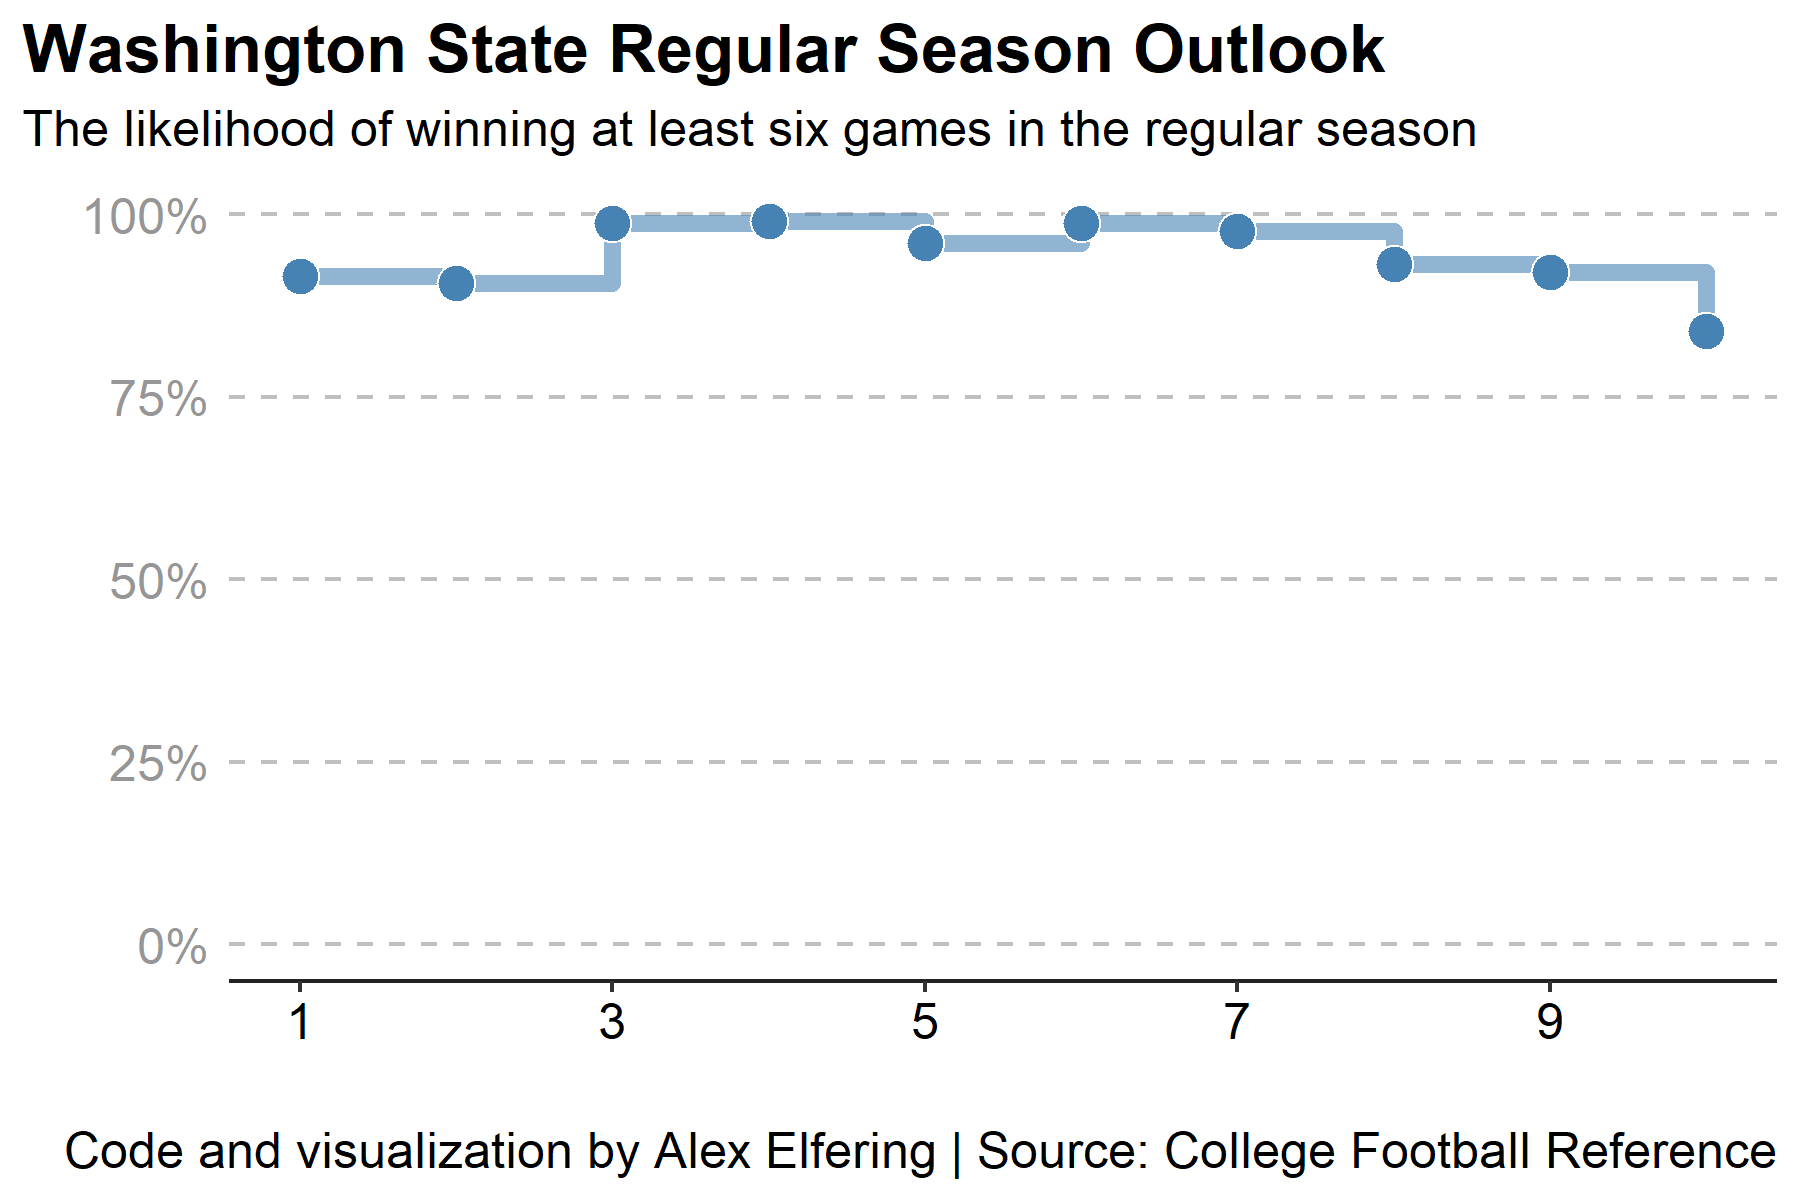 Washington State Regular Season Outlook
The likelihood of winning at least six games in the regular season
100%
75%
50%
25%
0%
1 3 5 7 9
Code and visualization by Alex Elfering | Source: College Football Reference